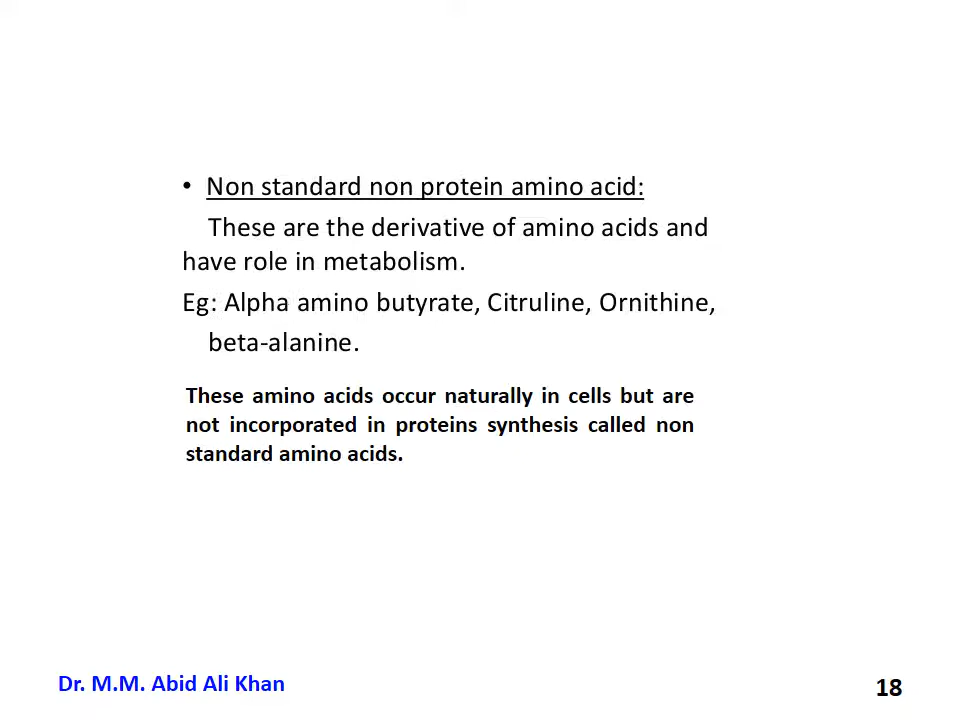 • Non standard non protein amino acid:
These are the derivative of amino acids and
have role in metabolism.
Eg: Alpha amino butyrate, Citruline, Ornithine,
beta-alanine.
These amino acids occur naturally in cells but are
not incorporated in proteins synthesis called non
standard amino acids.
Dr. M.M. Abid Ali Khan
18